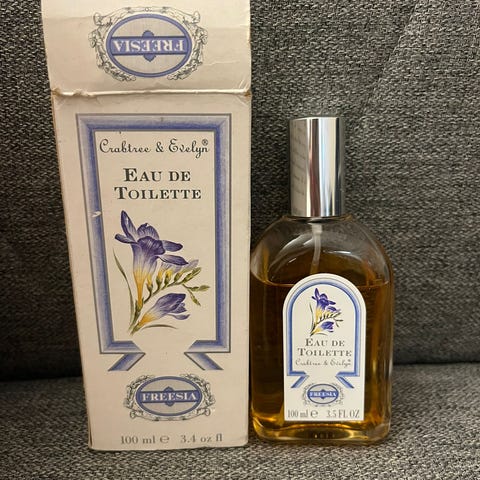 FREESIA
Crabtree & Evelyn®
EAU DE
TOILETTE
FREESIA
100 ml e 3.4 oz fl
EAU DE
TOILETTE
Crabtree & Evelyn®
FREESIA
100 ml e 3.5 FL OZ